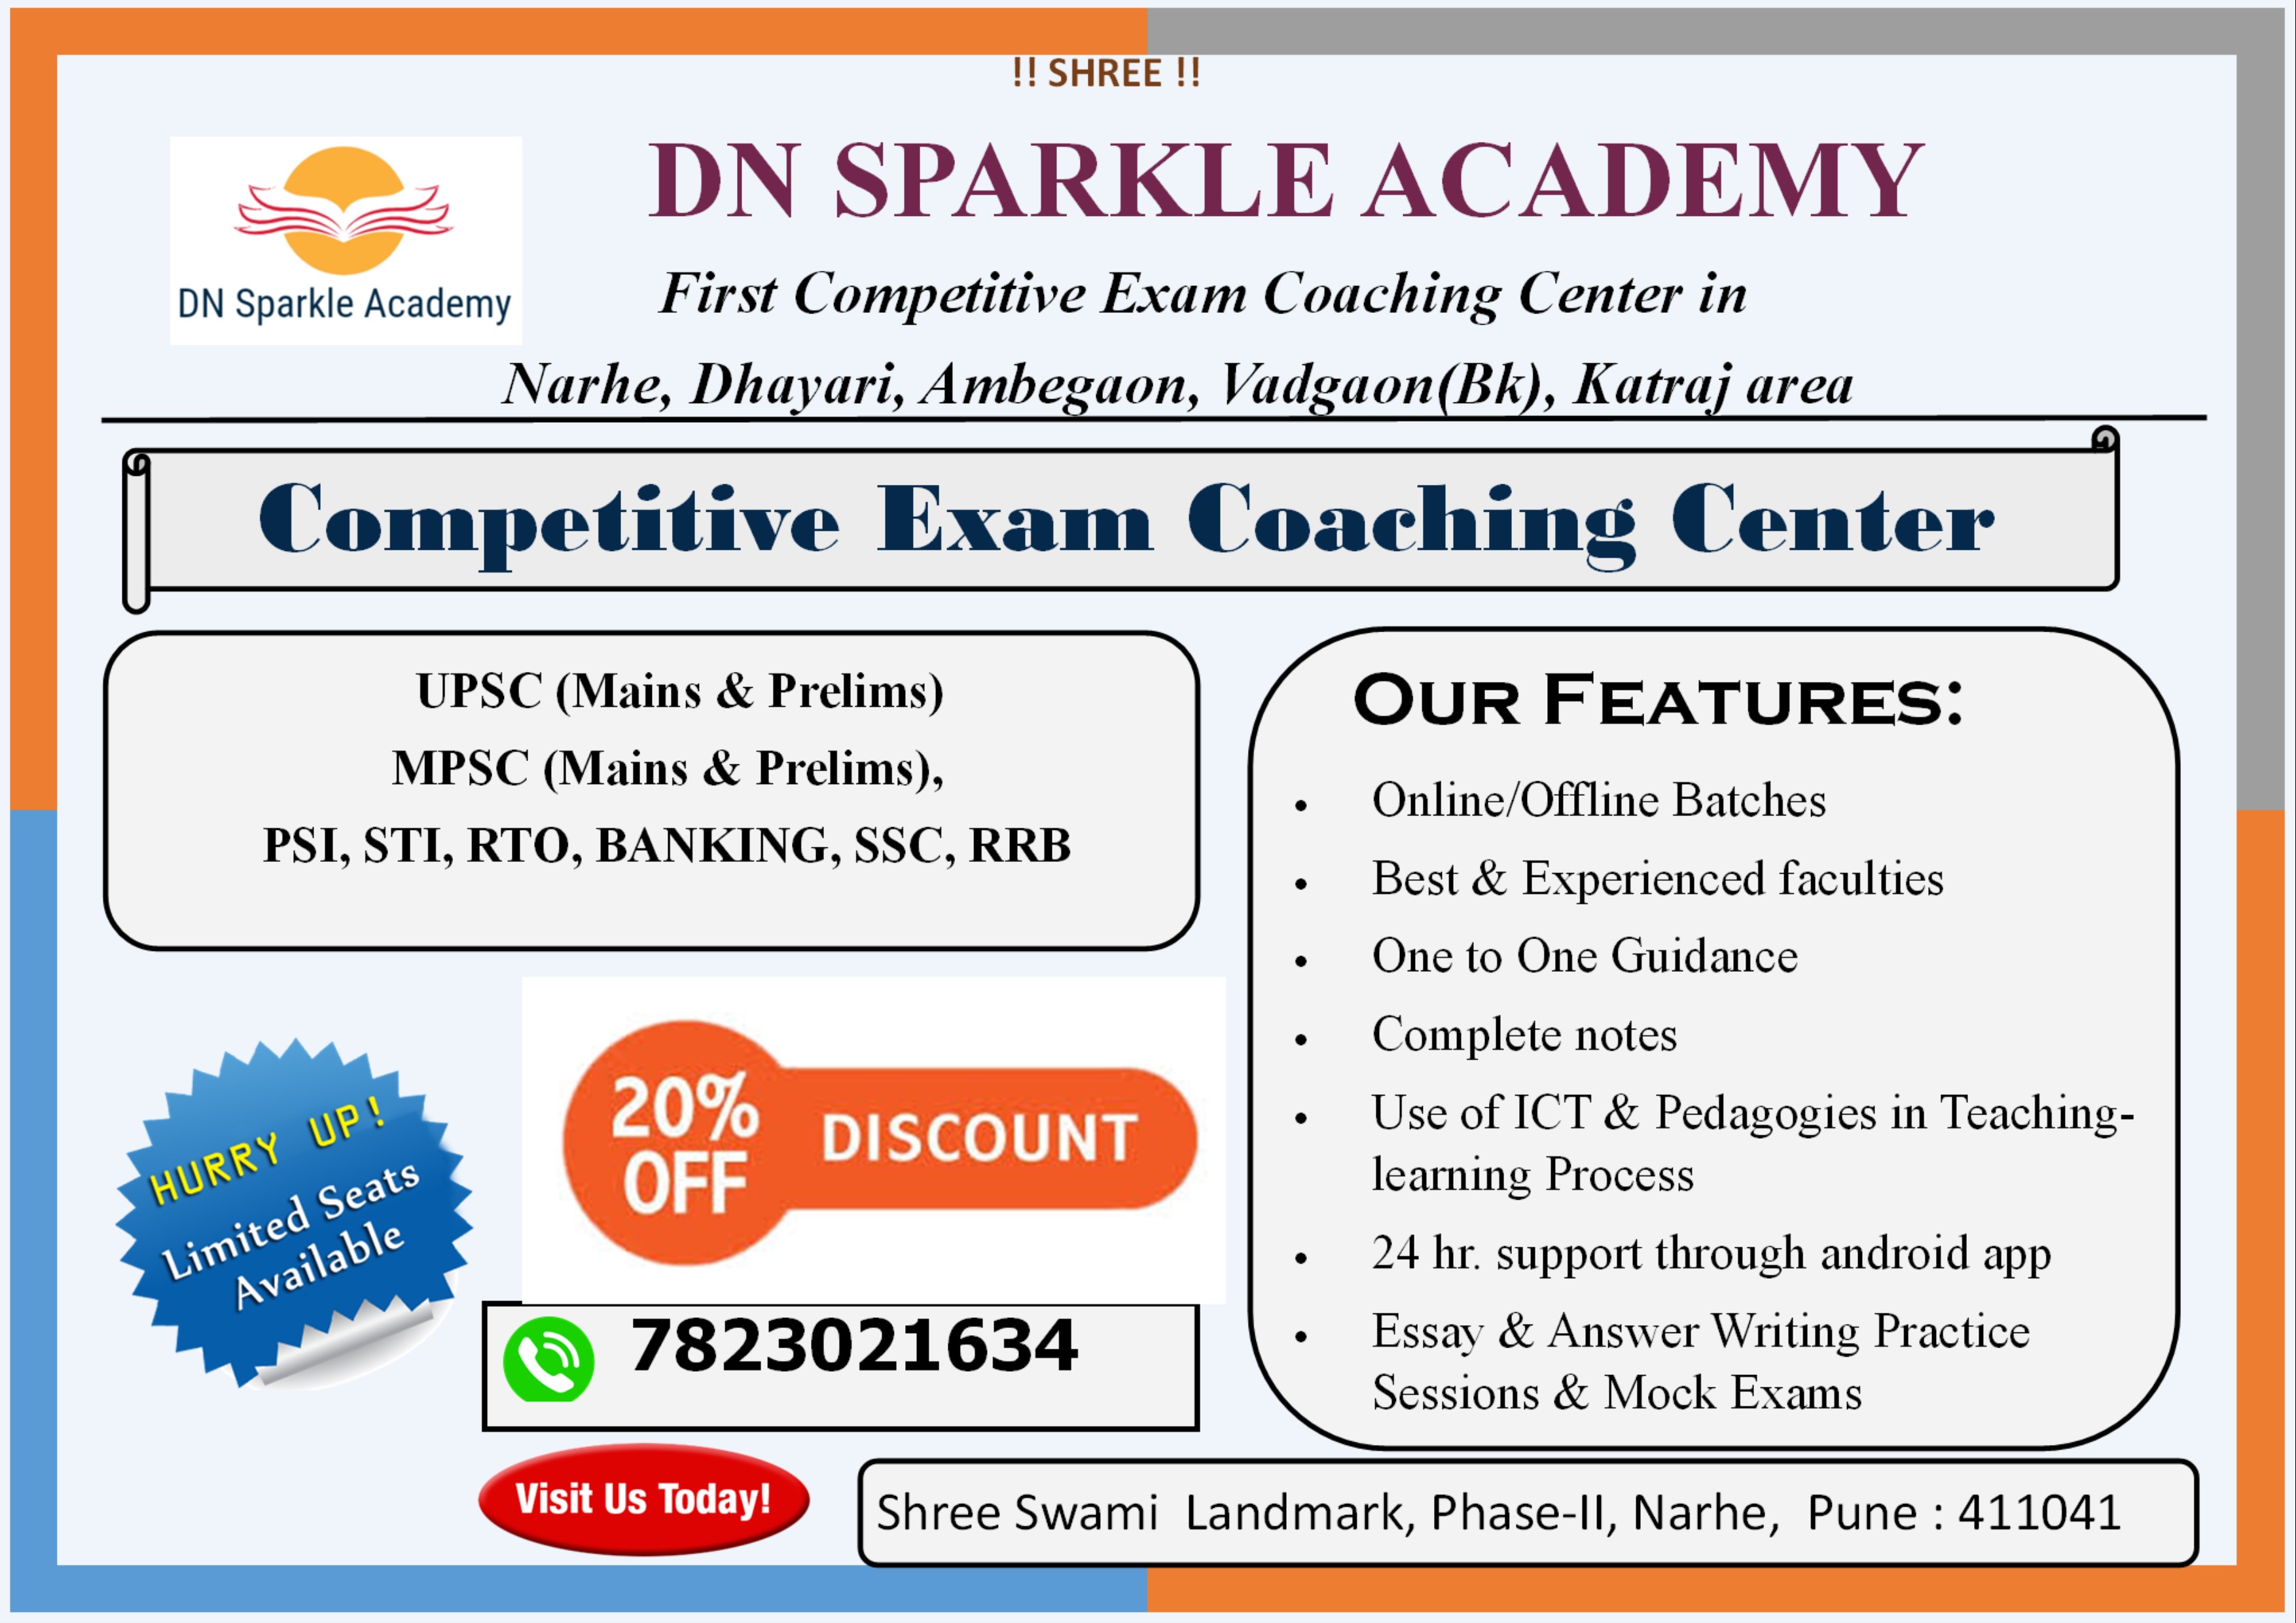 !! SHREE !!
DN SPARKLE ACADEMY
DN Sparkle Academy
First Competitive Exam Coaching Center in
Narhe, Dhayari, Ambegaon, Vadgaon(Bk), Katraj area
Competitive Exam Coaching Center
UPSC (Mains & Prelims)
MPSC (Mains & Prelims),
PSI, STI, RTO, BANKING, SSC, RRB
OUR FEATURES:
• Online/Offline Batches
• Best & Experienced faculties
• One to One Guidance
• Complete notes
• Use of ICT & Pedagogies in Teaching-
learning Process
• 24 hr. support through android app
• Essay & Answer Writing Practice
Sessions & Mock Exams
HURRY UP!
Limited Seats
Available
20%
OFF
DISCOUNT
7823021634
Visit Us Today!
Shree Swami Landmark, Phase-II, Narhe, Pune : 411041